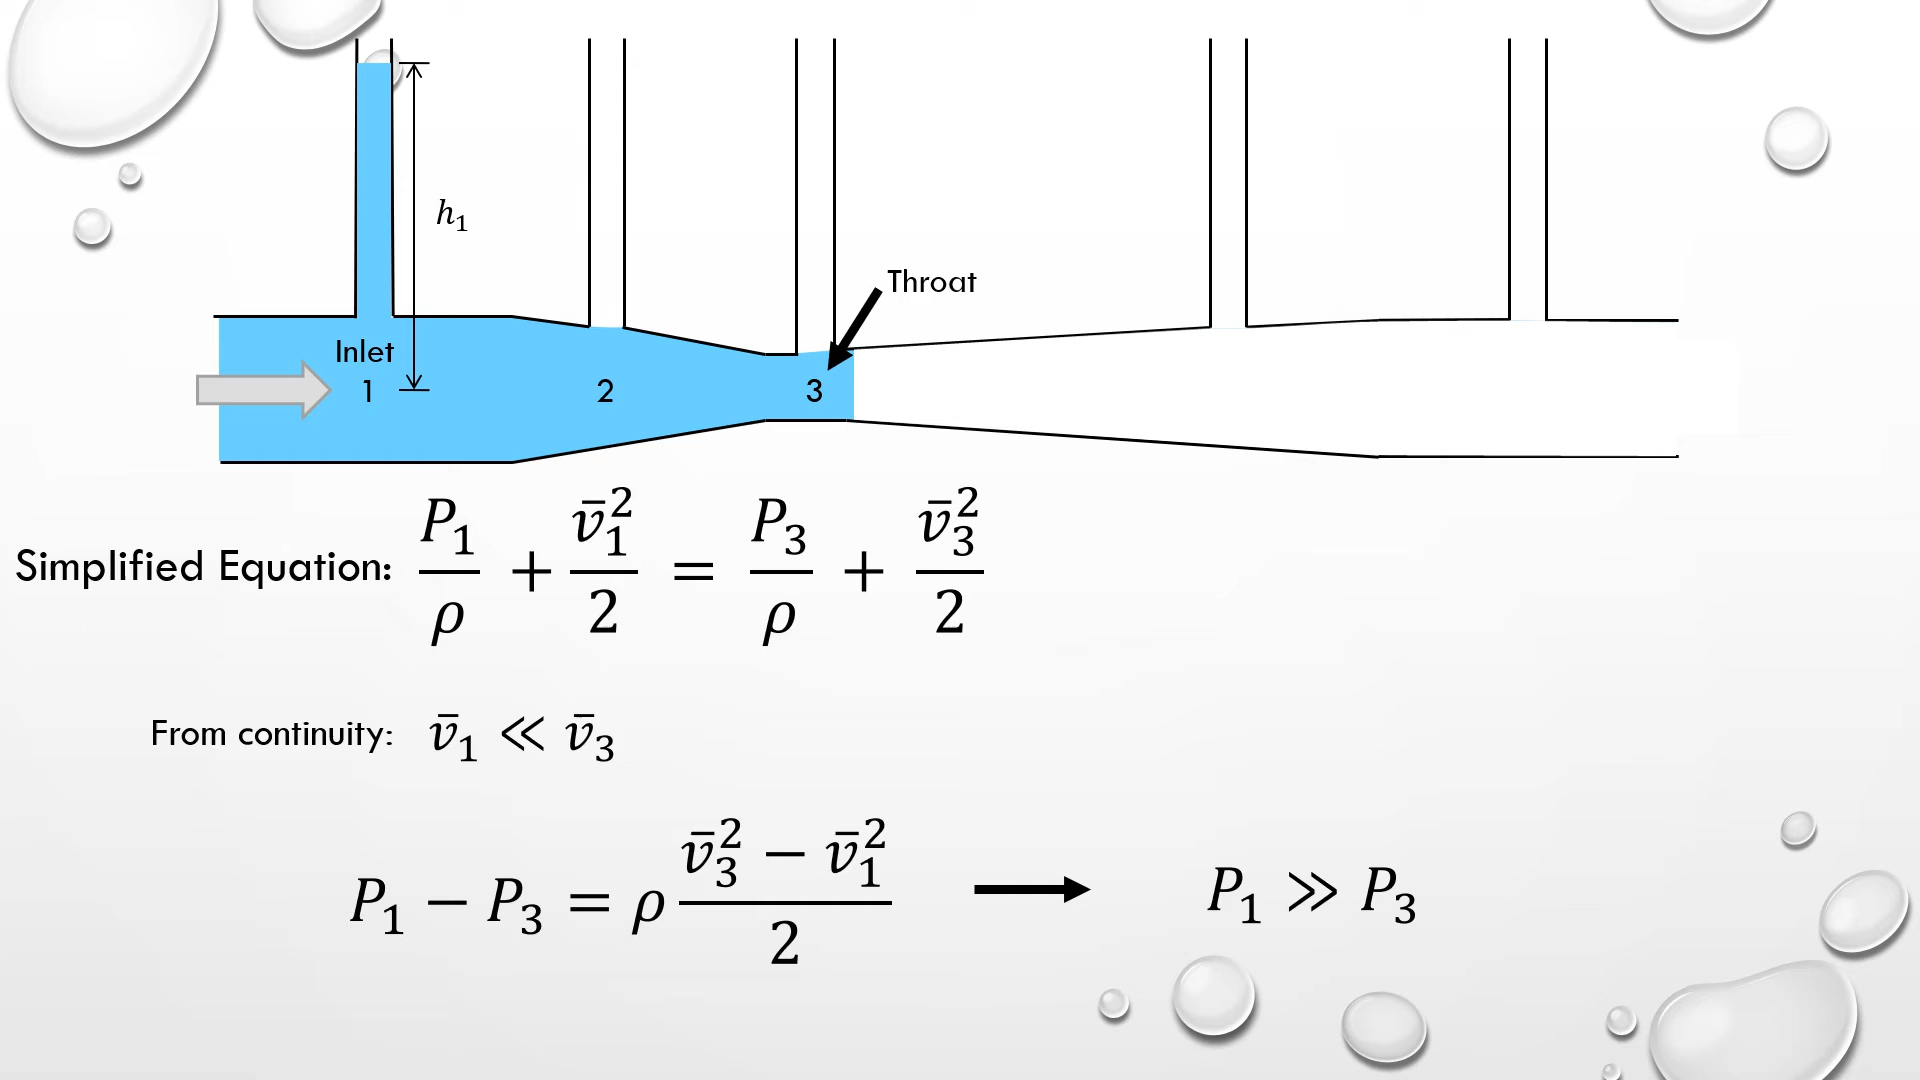 h₁
Throat
Inlet
1 2 3
Simplified Equation: P₁/ρ + v̄₁²/2 = P₃/ρ + v̄₃²/2
From continuity: v̄₁ ≪ v̄₃
P₁ − P₃ = ρ (v̄₃² − v̄₁²)/2 → P₁ ≫ P₃